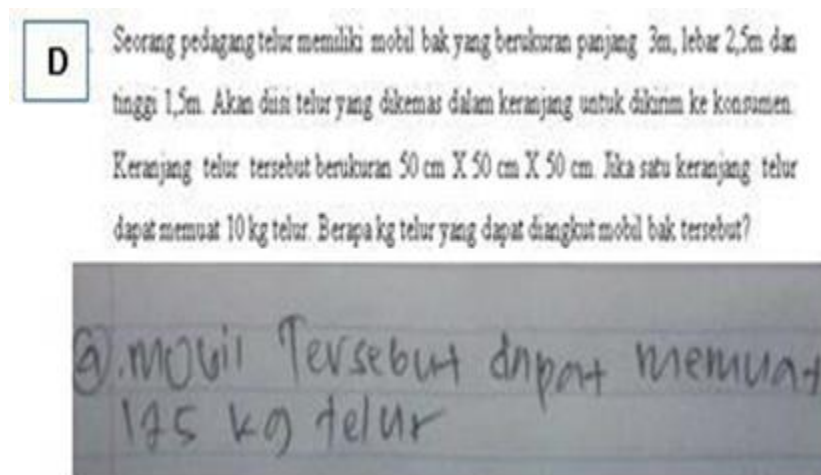 D
Seorang pedagang telur memiliki mobil bak yang berukuran panjang 3m, lebar 2,5m dan
tinggi 1,5m. Akan diisi telur yang dikemas dalam keranjang untuk dikirim ke konsumen.
Keranjang telur tersebut berukuran 50 cm X 50 cm X 50 cm. Jika satu keranjang telur
dapat memuat 10 kg telur. Berapa kg telur yang dapat diangkut mobil bak tersebut?
mobil Tersebut dapat memuat
kg telur